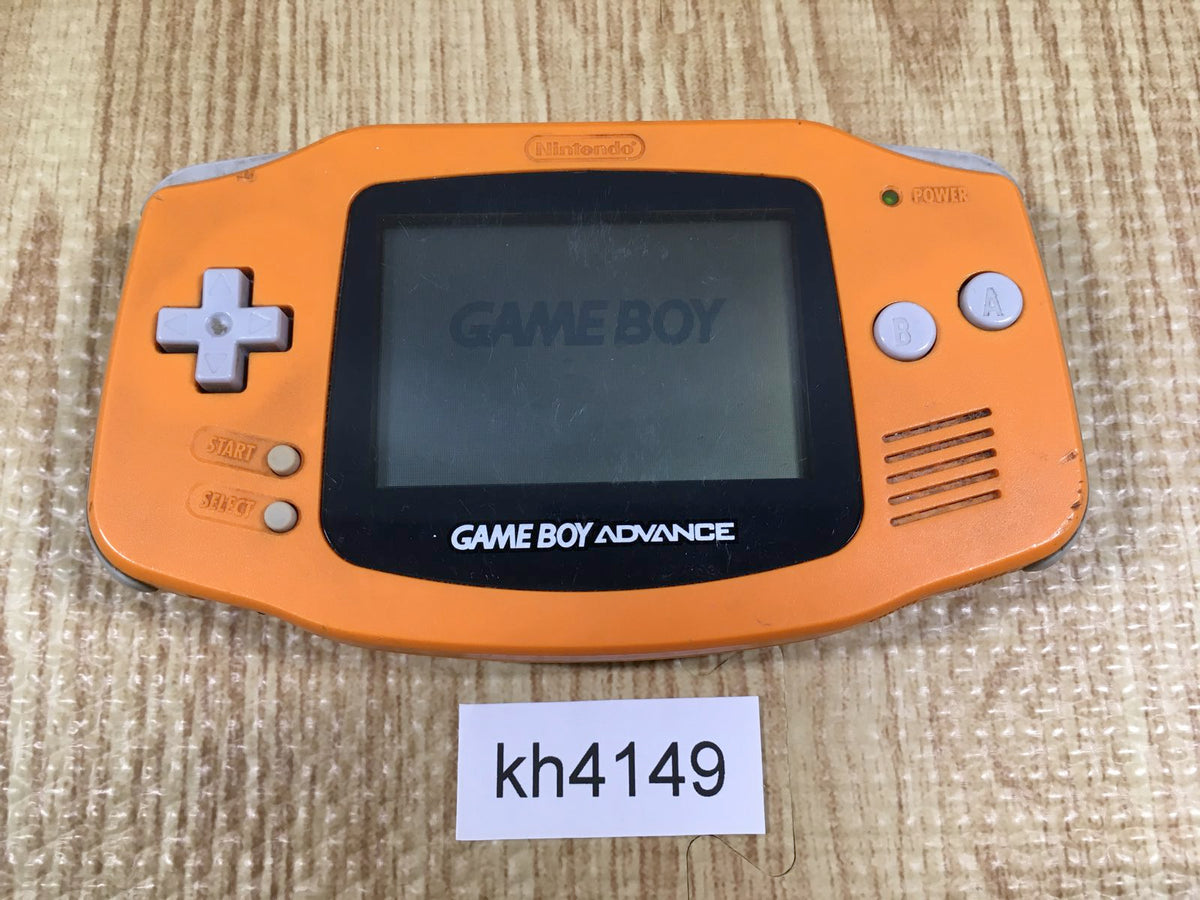 Nintendo®
POWER
GAME BOY
A
B
START
SELECT
GAME BOY ADVANCE
kh4149